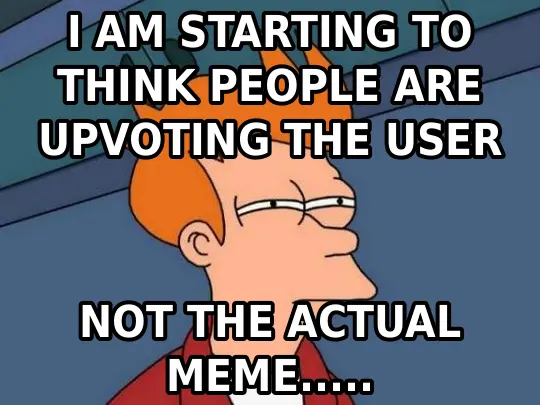 I AM STARTING TO
THINK PEOPLE ARE
UPVOTING THE USER
NOT THE ACTUAL
MEME.....